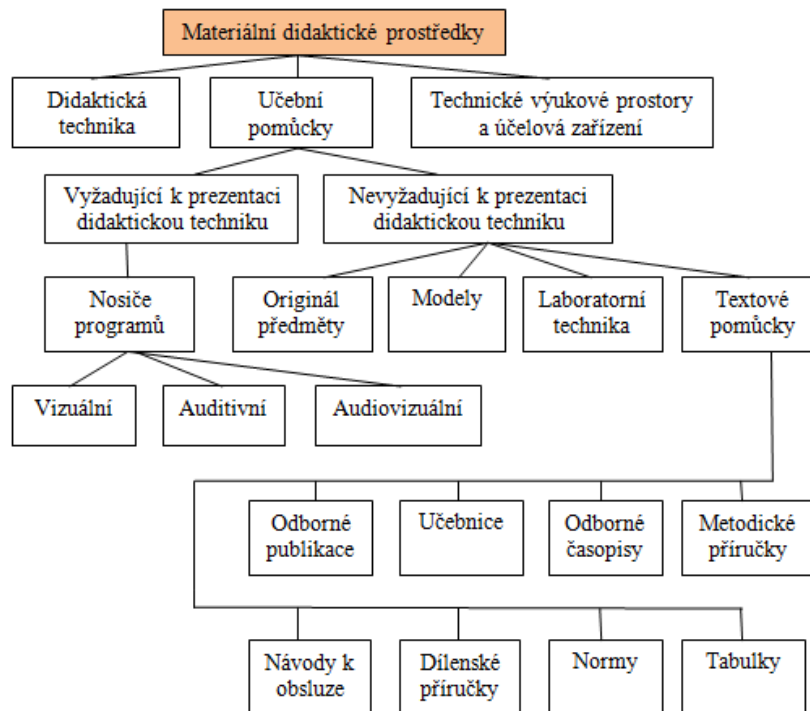 Materiální didaktické prostředky
Didaktická
technika
Učební
pomůcky
Technické výukové prostory
a účelová zařízení
Vyžadující k prezentaci
didaktickou techniku
Nevyžadující k prezentaci
didaktickou techniku
Nosiče
programů
Originál
předměty
Modely
Laboratorní
technika
Textové
pomůcky
Vizuální
Auditivní
Audiovizuální
Odborné
publikace
Učebnice
Odborné
časopisy
Metodické
příručky
Návody k
obsluze
Dílenské
příručky
Normy
Tabulky